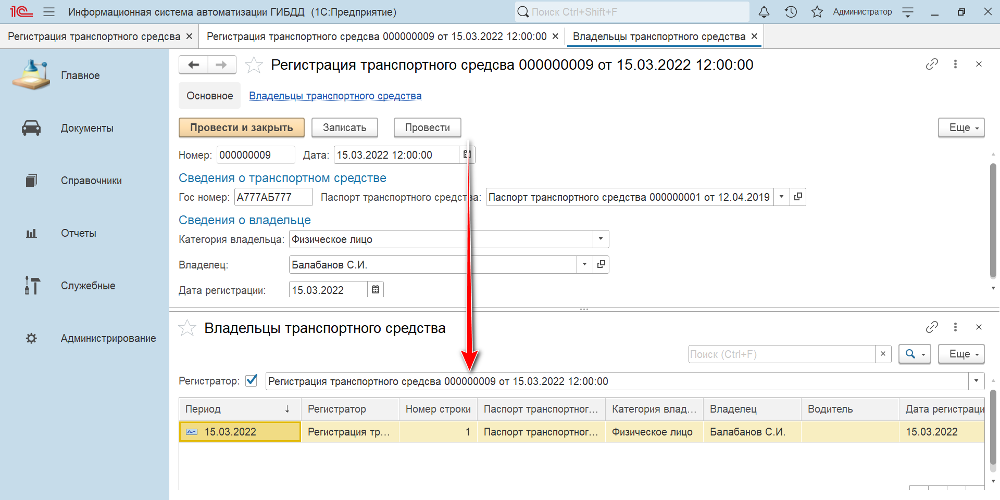 1С Информационная система автоматизации ГИБДД (1С:Предприятие) Поиск Ctrl+Shift+F Администратор
Регистрация транспортного средсва Регистрация транспортного средсва 000000009 от 15.03.2022 12:00:00 Владельцы транспортного средства
Главное
Документы
Справочники
Отчеты
Служебные
Администрирование
Регистрация транспортного средсва 000000009 от 15.03.2022 12:00:00
Основное Владельцы транспортного средства
Провести и закрыть Записать Провести Еще
Номер: 000000009 Дата: 15.03.2022 12:00:00
Сведения о транспортном средстве
Гос номер: А777АБ777 Паспорт транспортного средства: Паспорт транспортного средства 000000001 от 12.04.2019
Сведения о владельце
Категория владельца: Физическое лицо
Владелец: Балабанов С.И.
Дата регистрации: 15.03.2022
Владельцы транспортного средства
Поиск (Ctrl+F) × Еще
Регистратор: Регистрация транспортного средсва 000000009 от 15.03.2022 12:00:00
Период ↓ Регистратор Номер строки Паспорт транспортног... Категория влад... Владелец Водитель Дата регистраци
15.03.2022 Регистрация тр... 1 Паспорт транспортног... Физическое лицо Балабанов С.И. 15.03.2022